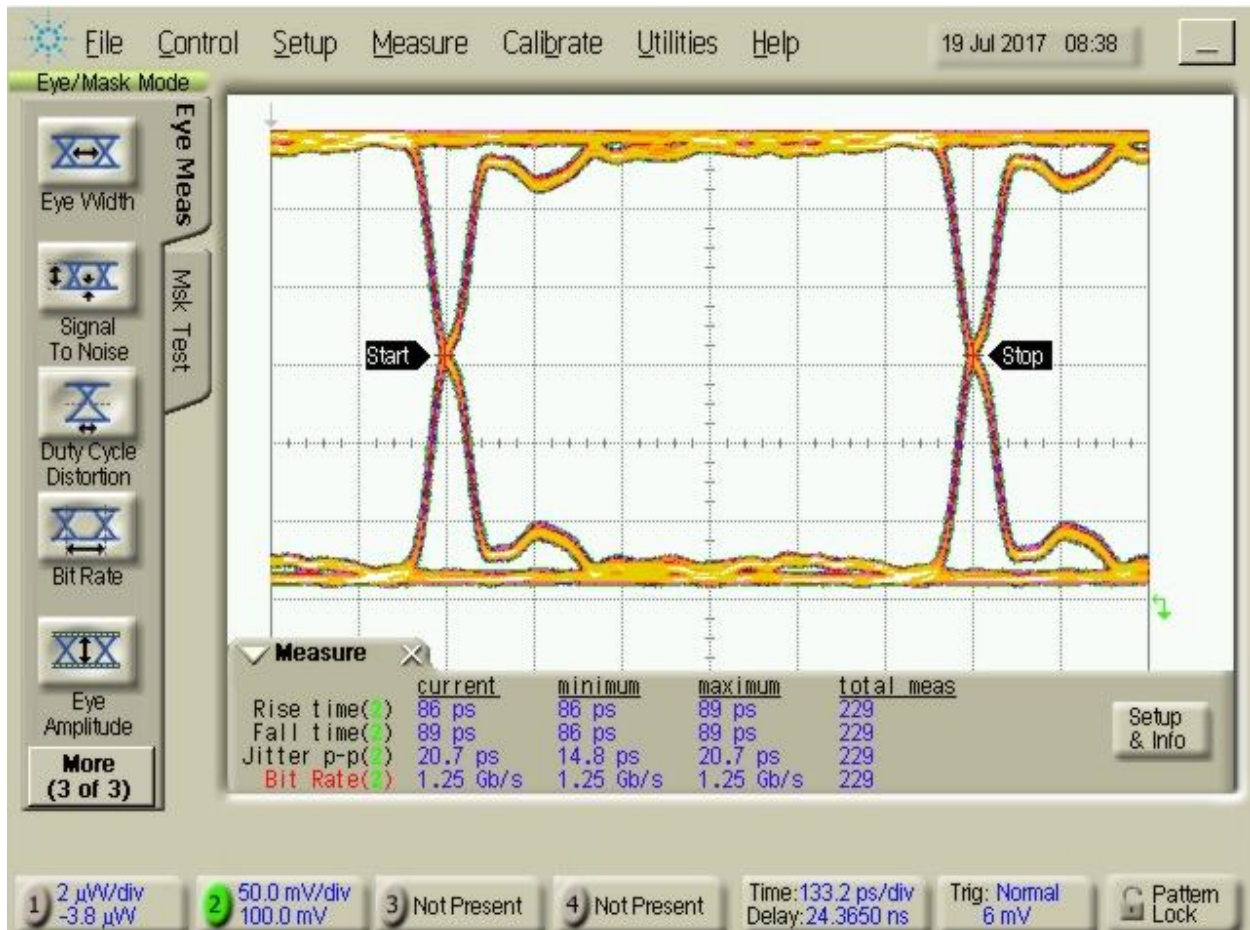 File Control Setup Measure Calibrate Utilities Help 19 Jul 2017 08:38
Eye/Mask Mode
Eye Meas
Msk Test
Eye Width
Signal
To Noise
Duty Cycle
Distortion
Bit Rate
Eye
Amplitude
More
(3 of 3)
Start
Stop
Measure
current minimum maximum total meas
Rise time(2) 86 ps 86 ps 89 ps 229
Fall time(2) 89 ps 86 ps 89 ps 229
Jitter p-p(2) 20.7 ps 14.8 ps 20.7 ps 229
Bit Rate(2) 1.25 Gb/s 1.25 Gb/s 1.25 Gb/s 229
Setup
& Info
1 2 µW/div
-3.8 µW
2 50.0 mV/div
100.0 mV
3 Not Present
4 Not Present
Time:133.2 ps/div
Delay:24.3650 ns
Trig: Normal
6 mV
Pattern
Lock